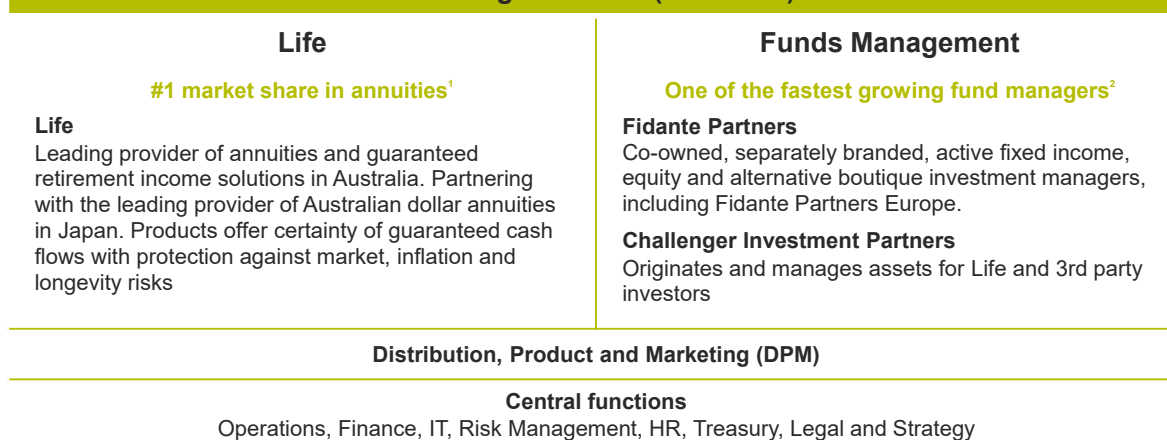 Life
#1 market share in annuities¹
Life
Leading provider of annuities and guaranteed
retirement income solutions in Australia. Partnering
with the leading provider of Australian dollar annuities
in Japan. Products offer certainty of guaranteed cash
flows with protection against market, inflation and
longevity risks
Funds Management
One of the fastest growing fund managers²
Fidante Partners
Co-owned, separately branded, active fixed income,
equity and alternative boutique investment managers,
including Fidante Partners Europe.
Challenger Investment Partners
Originates and manages assets for Life and 3rd party
investors
Distribution, Product and Marketing (DPM)
Central functions
Operations, Finance, IT, Risk Management, HR, Treasury, Legal and Strategy